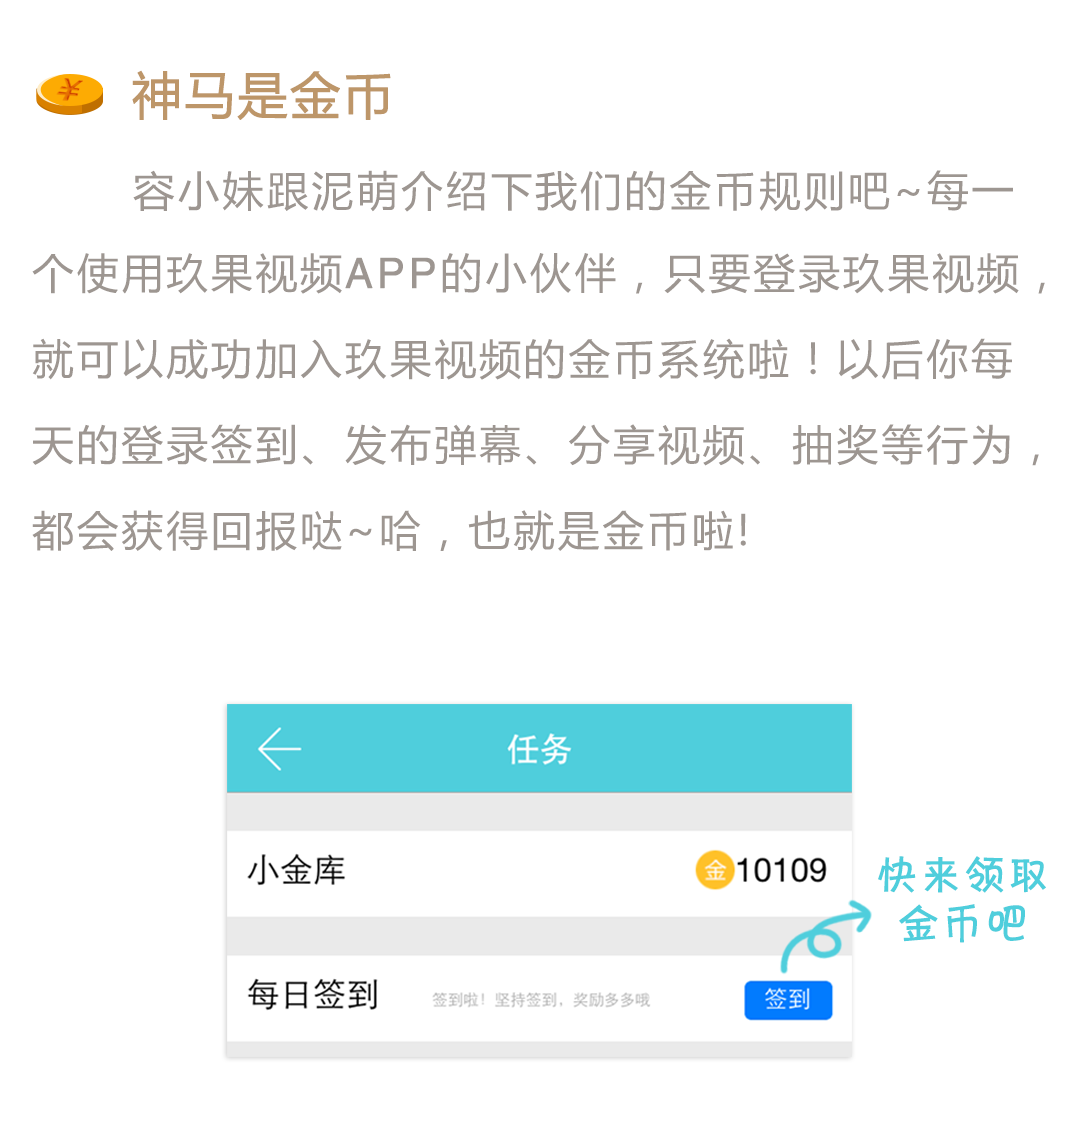 神马是金币
容小妹跟泥萌介绍下我们的金币规则吧~每一
个使用玖果视频APP的小伙伴，只要登录玖果视频，
就可以成功加入玖果视频的金币系统啦！以后你每
天的登录签到、发布弹幕、分享视频、抽奖等行为，
都会获得回报哒~哈，也就是金币啦!
任务
小金库
金10109
快来领取
金币吧
每日签到
签到啦！坚持签到，奖励多多哦
签到